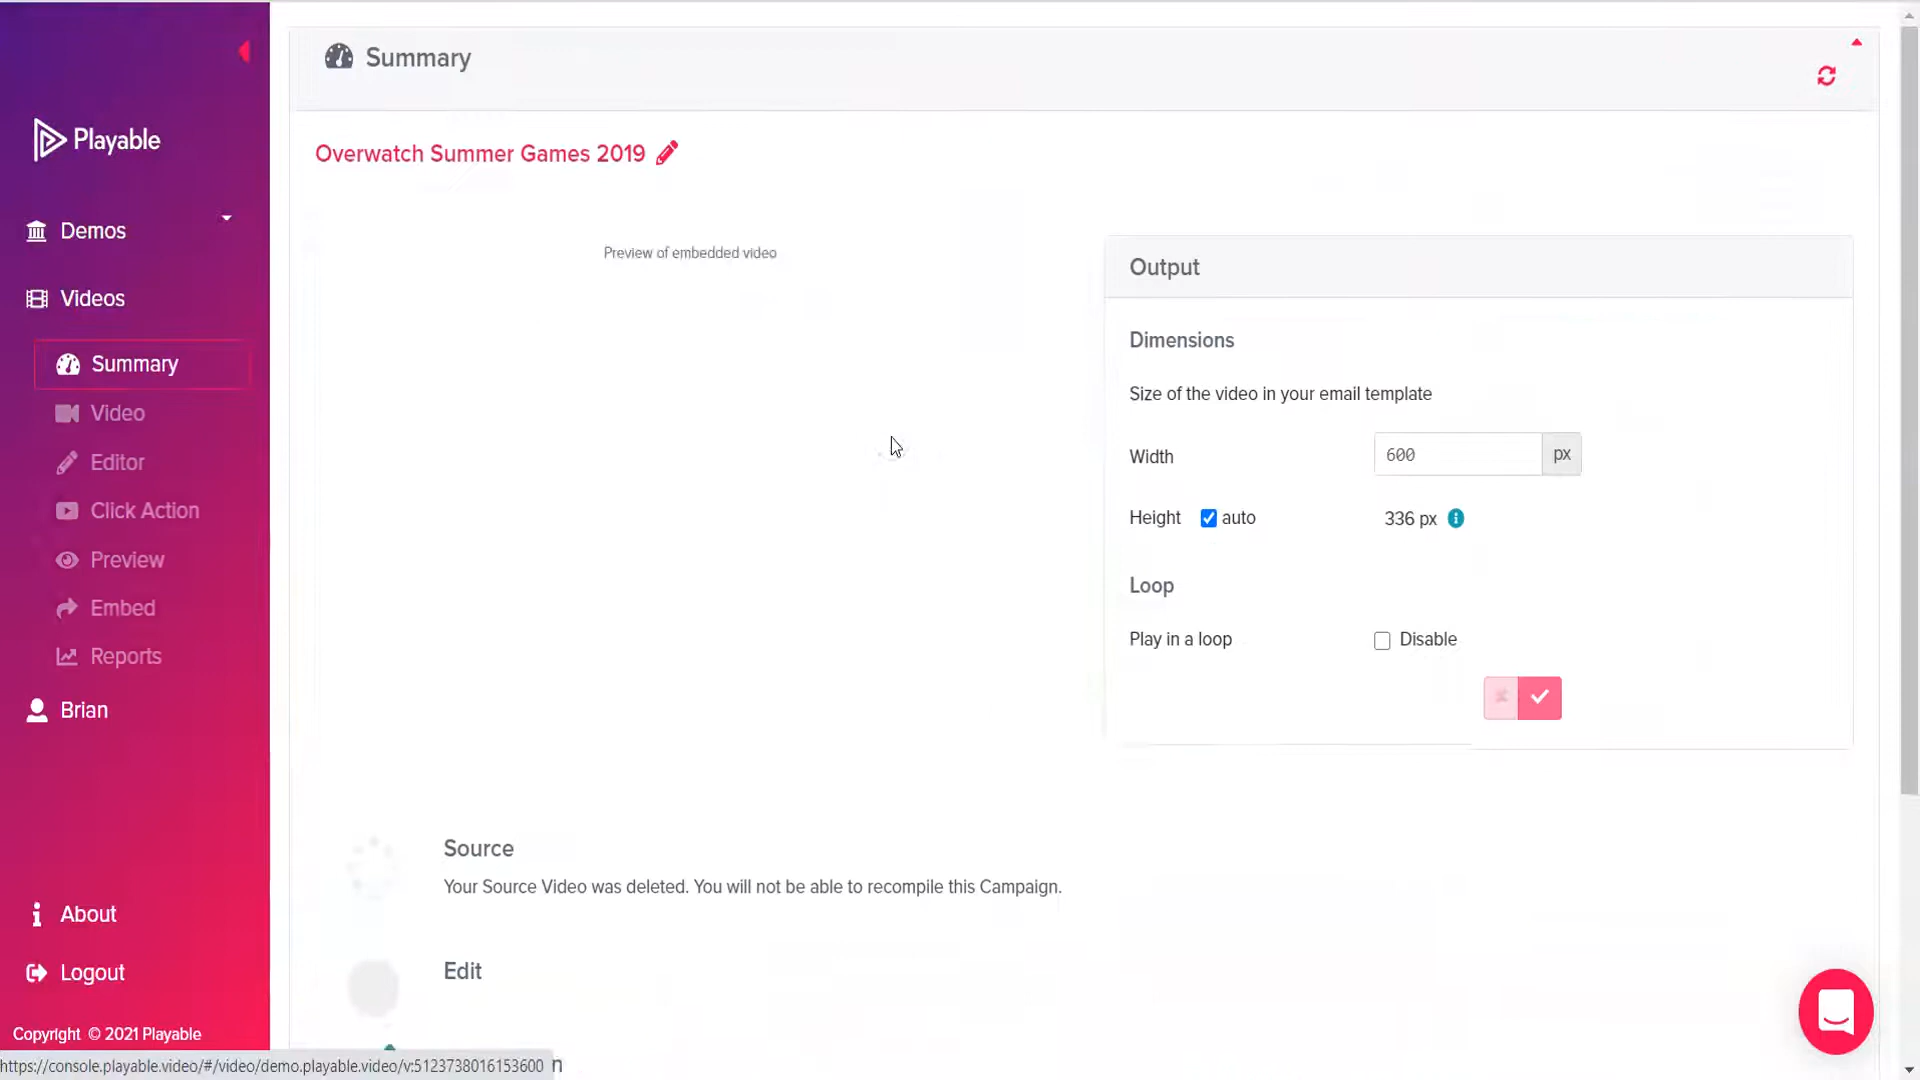 Playable
Demos
Videos
Summary
Video
Editor
Click Action
Preview
Embed
Reports
Brian
About
Logout
Copyright © 2021 Playable
https://console.playable.video/#/video/demo.playable.video/v:5123738016153600
Summary
Overwatch Summer Games 2019
Preview of embedded video
Output
Dimensions
Size of the video in your email template
Width 600 px
Height auto 336 px
Loop
Play in a loop Disable
Source
Your Source Video was deleted. You will not be able to recompile this Campaign.
Edit